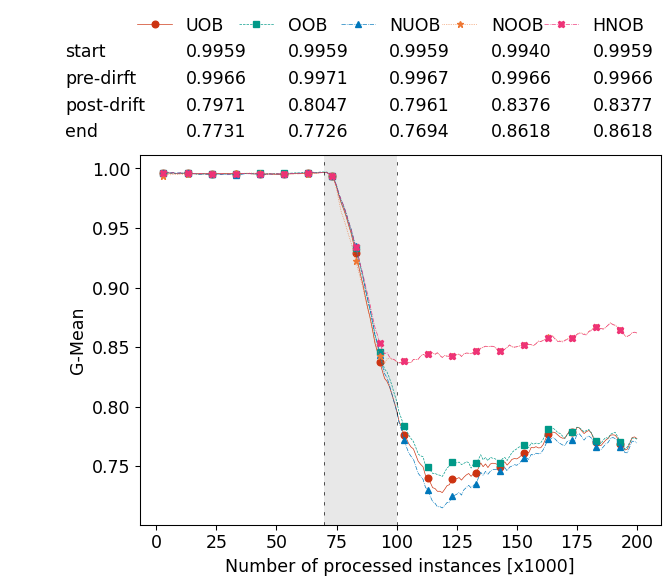 UOB OOB NUOB NOOB HNOB
start 0.9959 0.9959 0.9959 0.9940 0.9959
pre-dirft 0.9966 0.9971 0.9967 0.9966 0.9966
post-drift 0.7971 0.8047 0.7961 0.8376 0.8377
end 0.7731 0.7726 0.7694 0.8618 0.8618
1.00
0.95
0.90
0.85
0.80
0.75
G-Mean
0 25 50 75 100 125 150 175 200
Number of processed instances [x1000]